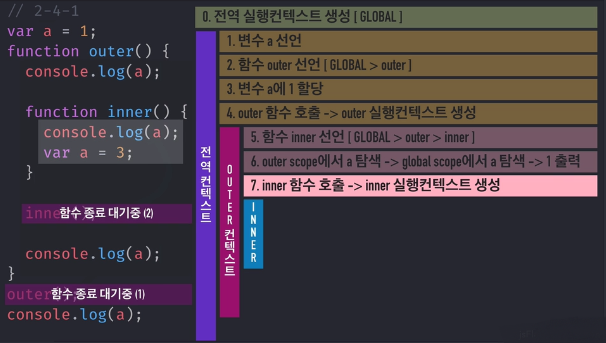 // 2-4-1
var a = 1;
function outer() {
console.log(a);
function inner() {
console.log(a);
var a = 3;
}
함수 종료 대기중 (2)
console.log(a);
}
함수 종료 대기중 (1)
console.log(a);
0. 전역 실행컨텍스트 생성 [ GLOBAL ]
1. 변수 a 선언
2. 함수 outer 선언 [ GLOBAL > outer ]
3. 변수 a에 1 할당
4. outer 함수 호출 -> outer 실행컨텍스트 생성
5. 함수 inner 선언 [ GLOBAL > outer > inner ]
6. outer scope에서 a 탐색 -> global scope에서 a 탐색 -> 1 출력
7. inner 함수 호출 -> inner 실행컨텍스트 생성
전역컨텍스트
OUTER컨텍스트
INNER